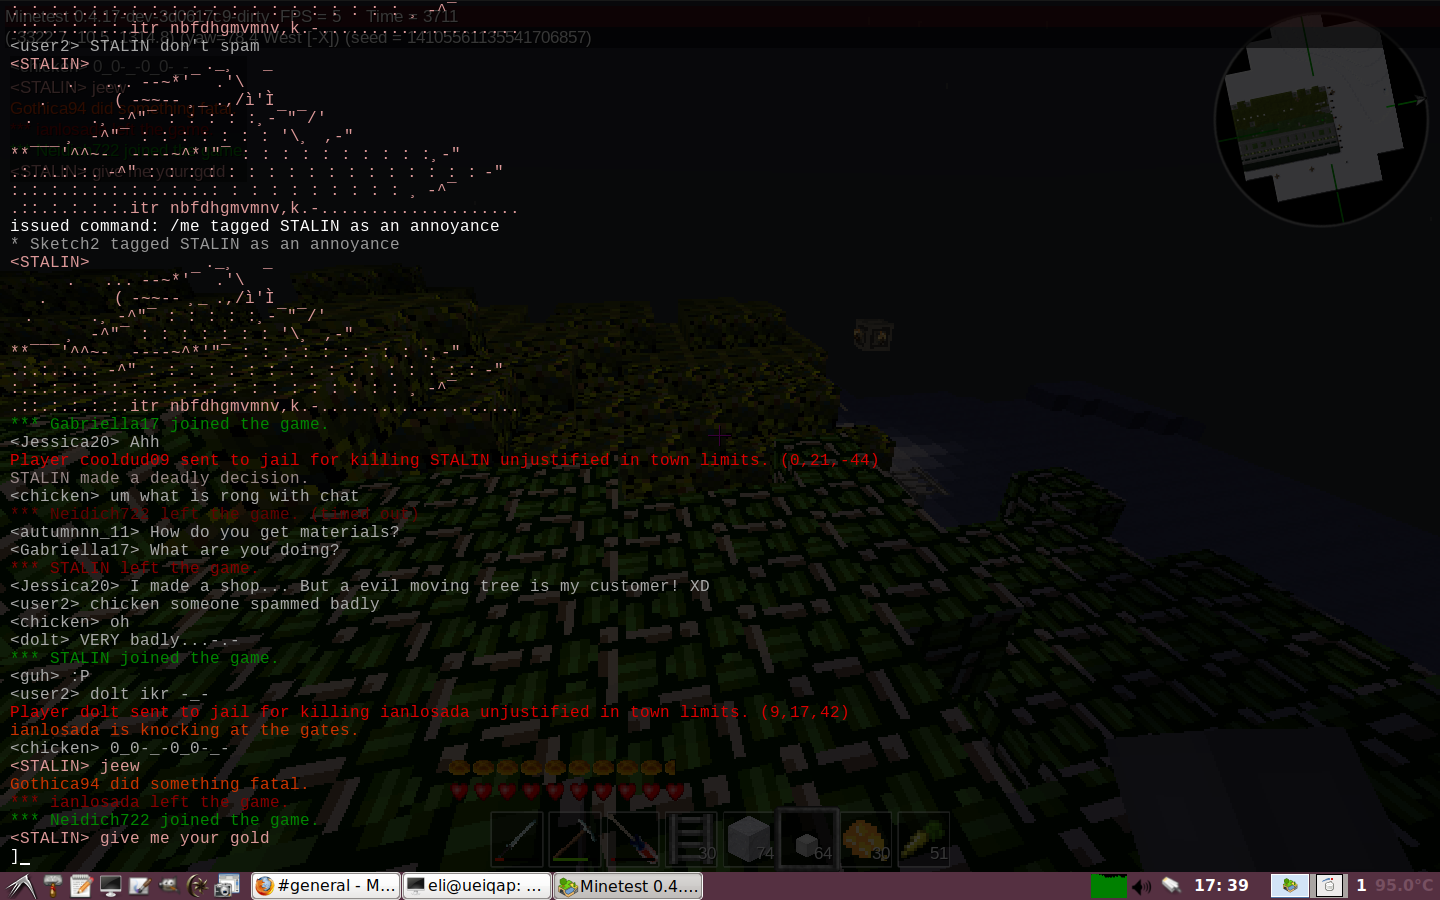 Minetest 0:4.17-dev-3d0617c9-dirty FPS = 5 Time = 3711
.::.:.:.:.:.itr nbfdhgmvmnv,k.-....................
(seed = 14105561135541706857)
<user2> STALIN don't spam
<STALIN> _ ._¸ _
. ... --~*'¯ .'\
. ( -~~-- ¸_ .,/ì'Ì
. .¸ -^"¯ : : : : :¸-¯"¯/'
___¸ -^"¯ : : : : : : : '\¸ ,-"
**¯ '^^~- ----~^*'"¯ : : : : : : : : : :¸-"
.:.:.:.:. -^" : : : : : : : : : : : : : : : : :-"
:.:.:.:.:.:.:.:.:.:.: : : : : : : : : : ¸ -^¯
.::.:.:.:.:.itr nbfdhgmvmnv,k.-....................
issued command: /me tagged STALIN as an annoyance
* Sketch2 tagged STALIN as an annoyance
<STALIN> _ ._¸ _
. ... --~*'¯ .'\
. ( -~~-- ¸_ .,/ì'Ì
. .¸ -^"¯ : : : : :¸-¯"¯/'
___¸ -^"¯ : : : : : : : '\¸ ,-"
**¯ '^^~- ----~^*'"¯ : : : : : : : : : :¸-"
.:.:.:.:. -^" : : : : : : : : : : : : : : : : :-"
:.:.:.:.:.:.:.:.:.:.: : : : : : : : : : ¸ -^¯
.::.:.:.:.:.itr nbfdhgmvmnv,k.-....................
*** Gabriella17 joined the game.
<Jessica20> Ahh
Player cooldud09 sent to jail for killing STALIN unjustified in town limits. (0,21,-44)
STALIN made a deadly decision.
<chicken> um what is rong with chat
*** Neidich722 left the game. (timed out)
<autumnnn_11> How do you get materials?
<Gabriella17> What are you doing?
*** STALIN left the game.
<Jessica20> I made a shop... But a evil moving tree is my customer! XD
<user2> chicken someone spammed badly
<chicken> oh
<dolt> VERY badly...-.-
*** STALIN joined the game.
<guh> :P
<user2> dolt ikr -_-
Player dolt sent to jail for killing ianlosada unjustified in town limits. (9,17,42)
ianlosada is knocking at the gates.
<chicken> 0_0-_-0_0-_-
<STALIN> jeew
Gothica94 did something fatal.
*** ianlosada left the game.
*** Neidich722 joined the game.
<STALIN> give me your gold
]_
30 74 64 30 51
#general - M... eli@ueiqap: ... Minetest 0.4.... 17: 39 1 95.0°C